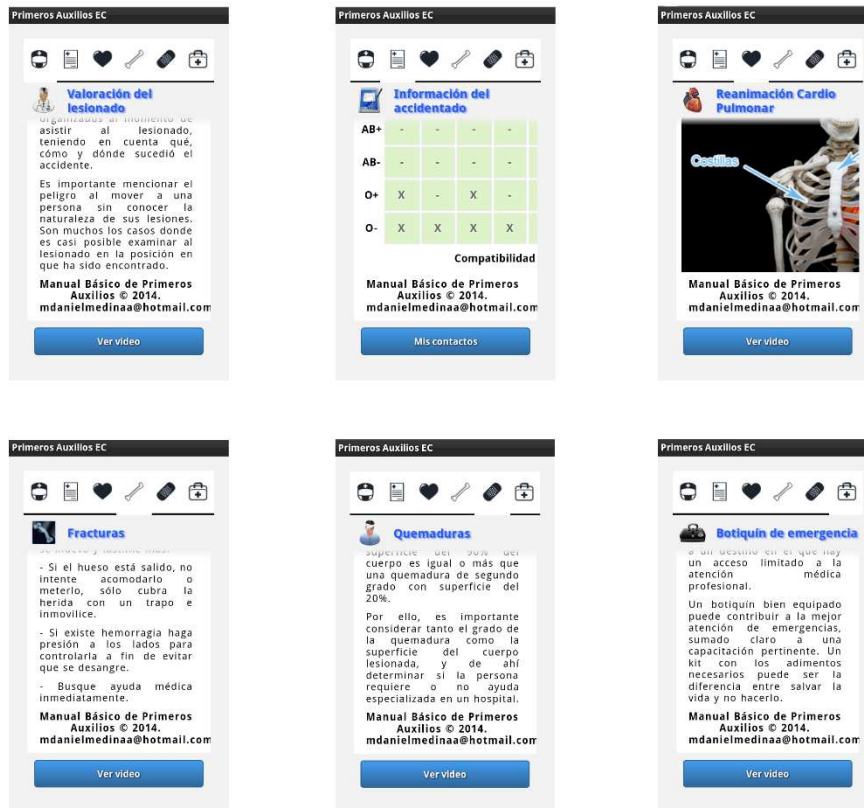 Primeros Auxilios EC
Valoración del
lesionado
organizados al momento de
asistir al lesionado,
teniendo en cuenta qué,
cómo y dónde sucedió el
accidente.
Es importante mencionar el
peligro al mover a una
persona sin conocer la
naturaleza de sus lesiones.
Son muchos los casos donde
es casi posible examinar al
lesionado en la posición en
que ha sido encontrado.
Manual Básico de Primeros
Auxilios © 2014.
mdanielmedinaa@hotmail.com
Ver video
Primeros Auxilios EC
Información del
accidentado
AB+ - - - -
AB- - - - -
O+ X - X -
O- X X X X
Compatibilidad
Manual Básico de Primeros
Auxilios © 2014.
mdanielmedinaa@hotmail.com
Mis contactos
Primeros Auxilios EC
Reanimación Cardio
Pulmonar
Costillas
Manual Básico de Primeros
Auxilios © 2014.
mdanielmedinaa@hotmail.com
Ver video
Primeros Auxilios EC
Fracturas
se mueva y lastime más.
- Si el hueso está salido, no
intente acomodarlo o
meterlo, sólo cubra la
herida con un trapo e
inmovilice.
- Si existe hemorragia haga
presión a los lados para
controlarla a fin de evitar
que se desangre.
- Busque ayuda médica
inmediatamente.
Manual Básico de Primeros
Auxilios © 2014.
mdanielmedinaa@hotmail.com
Ver video
Primeros Auxilios EC
Quemaduras
superficie del 90% del
cuerpo es igual o más que
una quemadura de segundo
grado con superficie del
20%.
Por ello, es importante
considerar tanto el grado de
la quemadura como la
superficie del cuerpo
lesionada, y de ahí
determinar si la persona
requiere o no ayuda
especializada en un hospital.
Manual Básico de Primeros
Auxilios © 2014.
mdanielmedinaa@hotmail.com
Ver video
Primeros Auxilios EC
Botiquín de emergencia
a un destino en el que hay
un acceso limitado a la
atención médica
profesional.
Un botiquín bien equipado
puede contribuir a la mejor
atención de emergencias,
sumado claro a una
capacitación pertinente. Un
kit con los adimentos
necesarios puede ser la
diferencia entre salvar la
vida y no hacerlo.
Manual Básico de Primeros
Auxilios © 2014.
mdanielmedinaa@hotmail.com
Ver video